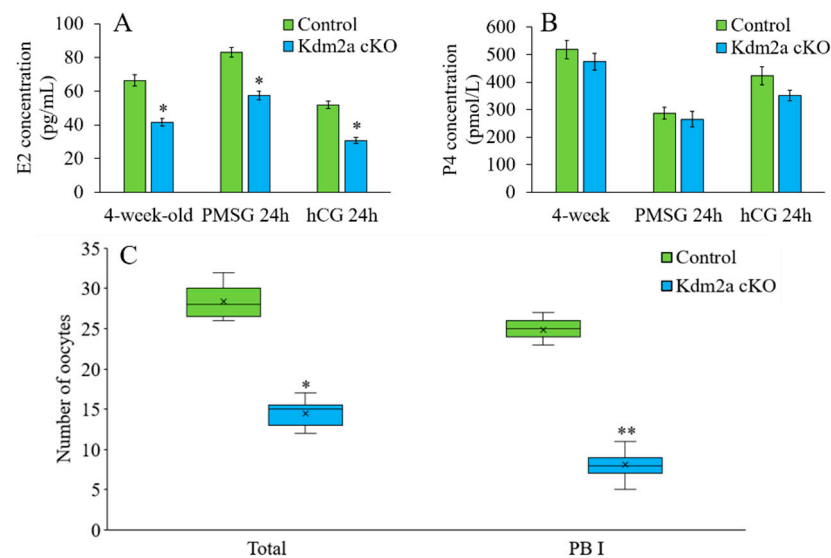 A
Control
Kdm2a cKO
E2 concentration
(pg/mL)
100
80
60
40
20
0
*
*
*
4-week-old PMSG 24h hCG 24h
B
Control
Kdm2a cKO
P4 concentration
(pmol/L)
600
500
400
300
200
100
0
4-week PMSG 24h hCG 24h
C
Control
Kdm2a cKO
Number of oocytes
35
30
25
20
15
10
5
0
*
**
Total PB I